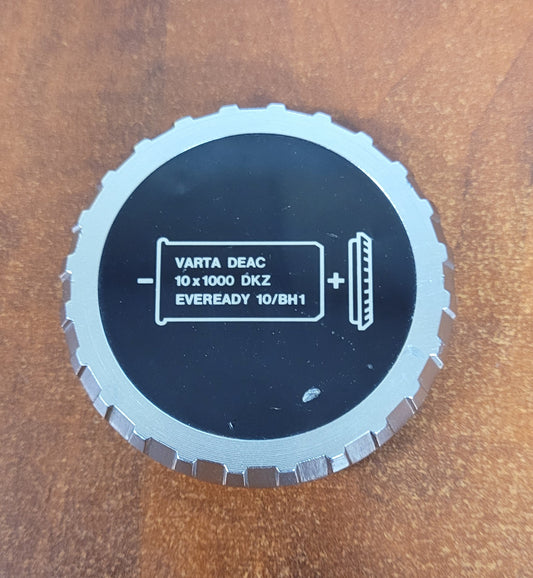 VARTA DEAC
10x1000 DKZ
- EVEREADY 10/BH1 +